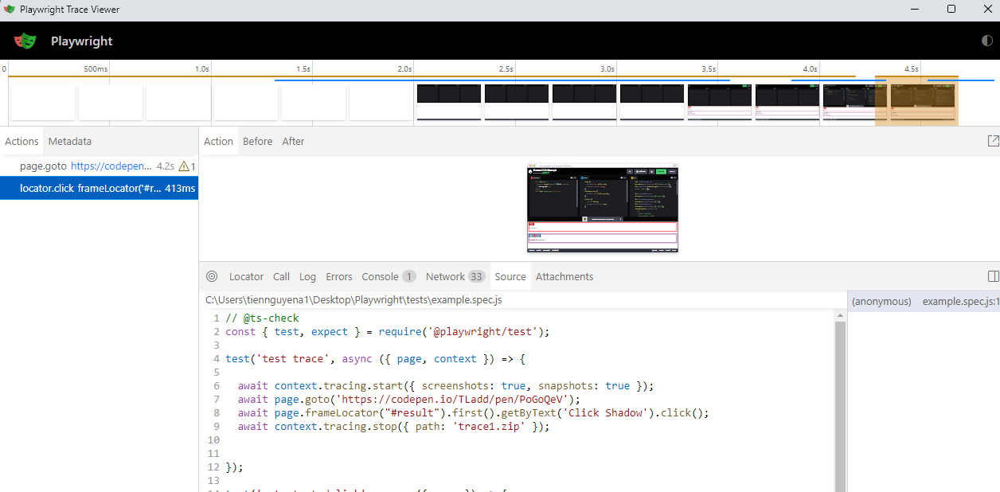 Playwright Trace Viewer
Playwright
0 500ms 1.0s 1.5s 2.0s 2.5s 3.0s 3.5s 4.0s 4.5s
Actions Metadata
Action Before After
page.goto https://codepen... 4.2s 1
locator.click frameLocator('#r... 413ms
Locator Call Log Errors Console 1 Network 33 Source Attachments
C:\Users\tiennguyena1\Desktop\Playwright\tests\example.spec.js
(anonymous) example.spec.js:1
1 // @ts-check
2 const { test, expect } = require('@playwright/test');
3
4 test('test trace', async ({ page, context }) => {
5
6 await context.tracing.start({ screenshots: true, snapshots: true });
7 await page.goto('https://codepen.io/TLadd/pen/PoGoQeV');
8 await page.frameLocator("#result").first().getByText('Click Shadow').click();
9 await context.tracing.stop({ path: 'trace1.zip' });
10
11
12 });
13